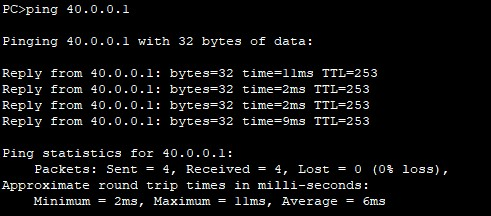 PC>ping 40.0.0.1
Pinging 40.0.0.1 with 32 bytes of data:
Reply from 40.0.0.1: bytes=32 time=11ms TTL=253
Reply from 40.0.0.1: bytes=32 time=2ms TTL=253
Reply from 40.0.0.1: bytes=32 time=2ms TTL=253
Reply from 40.0.0.1: bytes=32 time=9ms TTL=253
Ping statistics for 40.0.0.1:
    Packets: Sent = 4, Received = 4, Lost = 0 (0% loss),
Approximate round trip times in milli-seconds:
    Minimum = 2ms, Maximum = 11ms, Average = 6ms